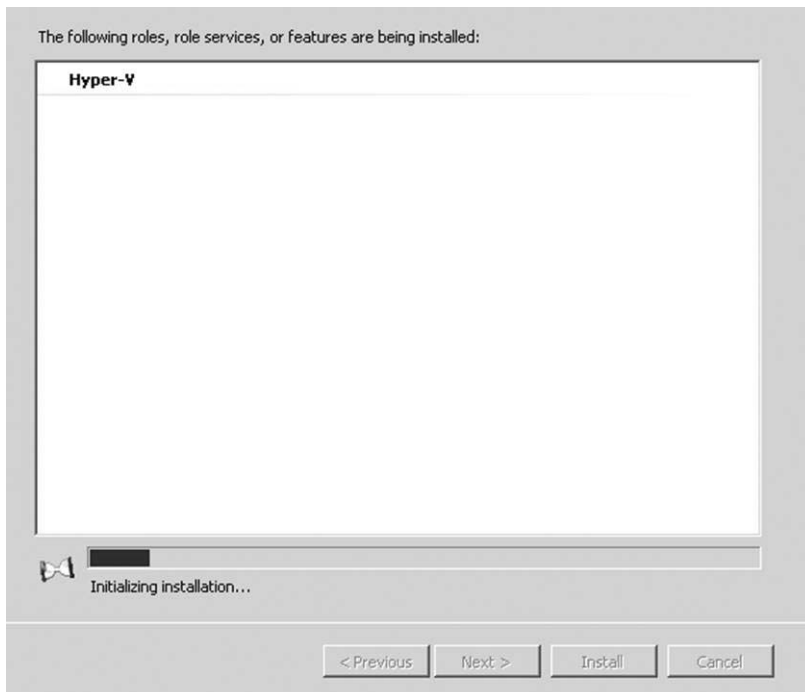 The following roles, role services, or features are being installed:
Hyper-V
Initializing installation...
< Previous
Next >
Install
Cancel